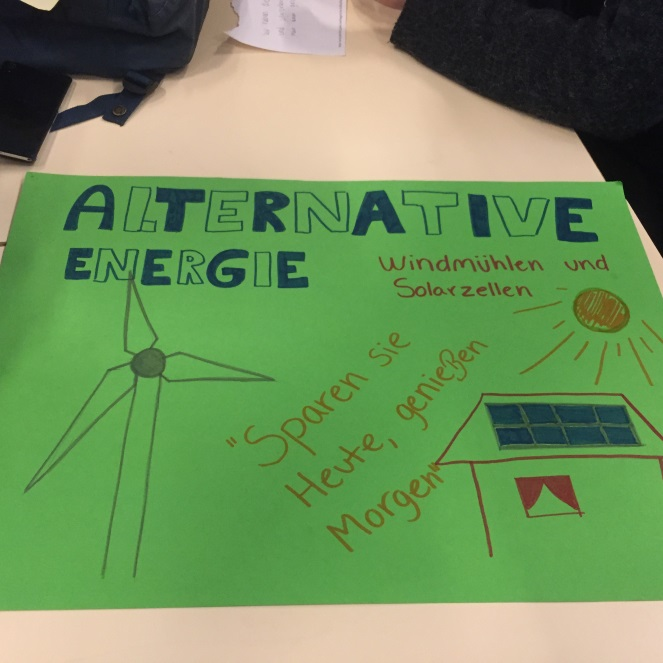 ALTERNATIVE
ENERGIE
Windmühlen und
Solarzellen
"Sparen sie
Heute, genießen
Morgen"